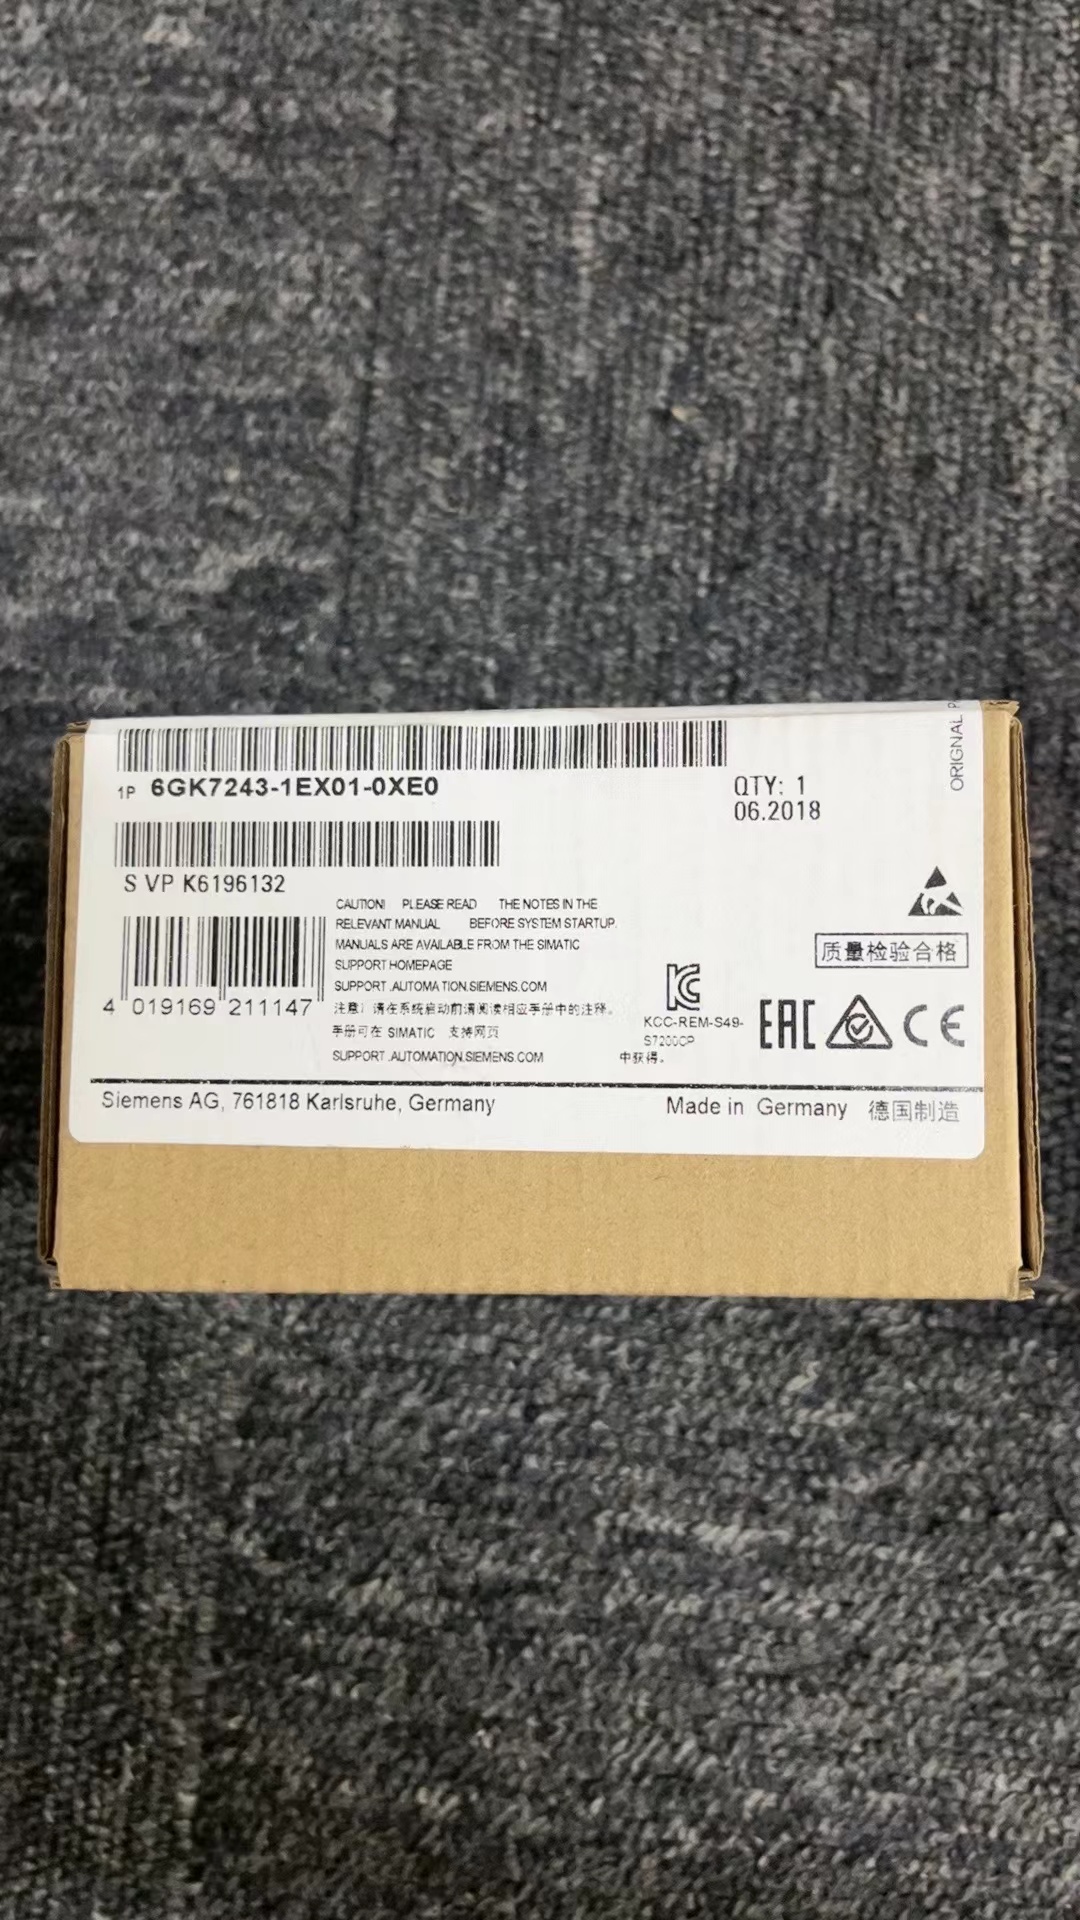 ORIGNAL P
1P 6GK7243-1EX01-0XE0
QTY: 1
06.2018
S VP K6196132
CAUTION! PLEASE READ THE NOTES IN THE
RELEVANT MANUAL BEFORE SYSTEM STARTUP.
MANUALS ARE AVAILABLE FROM THE SIMATIC
SUPPORT HOMEPAGE
SUPPORT .AUTOMATION.SIEMENS.COM
注意!请在系统启动前请阅读相应手册中的注释。
手册可在 SIMATIC 支持网页
SUPPORT .AUTOMATION.SIEMENS.COM 中获得。
4 019169 211147
质量检验合格
KCC-REM-S49-
S7200CP
EAC
CE
Siemens AG, 761818 Karlsruhe, Germany
Made in Germany 德国制造